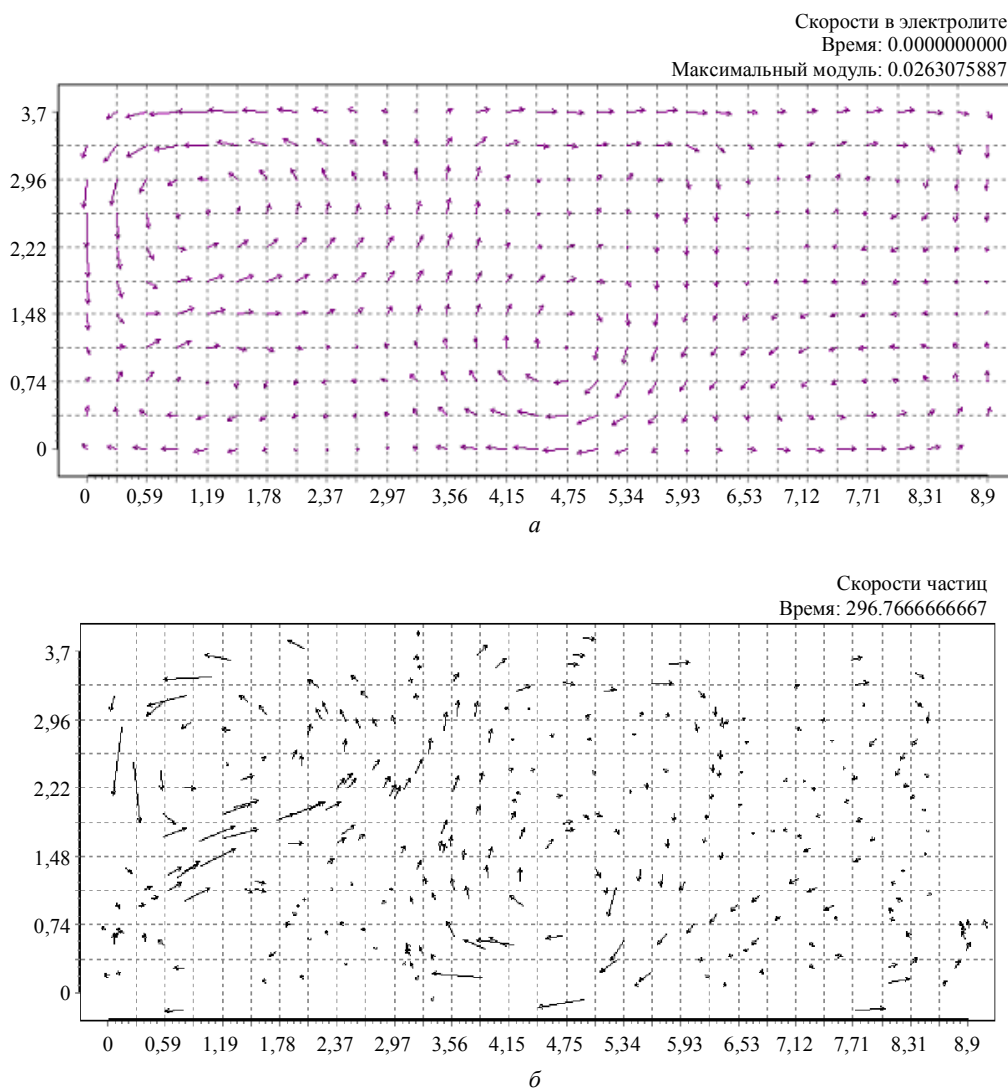 Скорости в электролите
Время: 0.0000000000
Максимальный модуль: 0.0263075887
3,7
2,96
2,22
1,48
0,74
0
0 0,59 1,19 1,78 2,37 2,97 3,56 4,15 4,75 5,34 5,93 6,53 7,12 7,71 8,31 8,9
а
Скорости частиц
Время: 296.7666666667
3,7
2,96
2,22
1,48
0,74
0
0 0,59 1,19 1,78 2,37 2,97 3,56 4,15 4,75 5,34 5,93 6,53 7,12 7,71 8,31 8,9
б